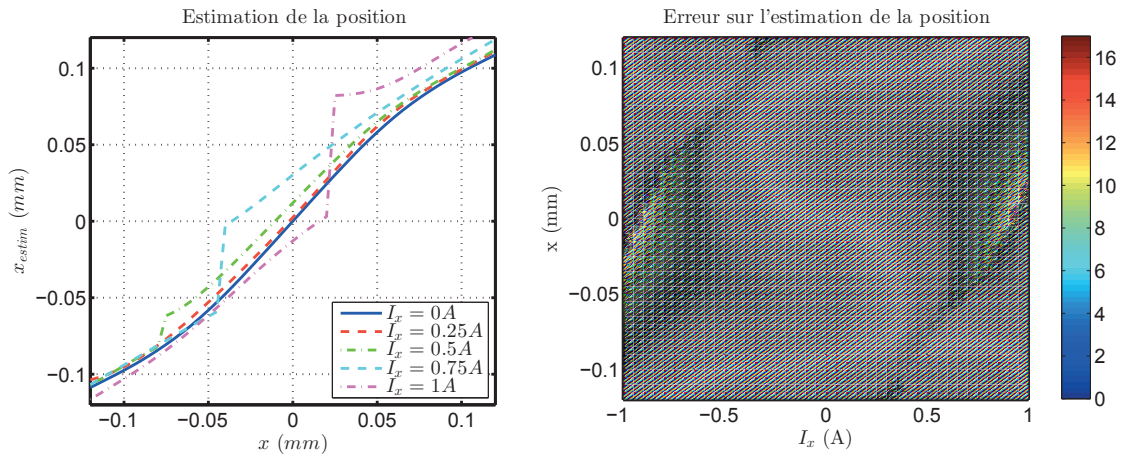 Estimation de la position
0.1
0.05
0
−0.05
−0.1
x_estim (mm)
−0.1 −0.05 0 0.05 0.1
x (mm)
I_x = 0A
I_x = 0.25A
I_x = 0.5A
I_x = 0.75A
I_x = 1A
Erreur sur l'estimation de la position
0.1
0.05
0
−0.05
−0.1
x (mm)
−1 −0.5 0 0.5 1
I_x (A)
16
14
12
10
8
6
4
2
0